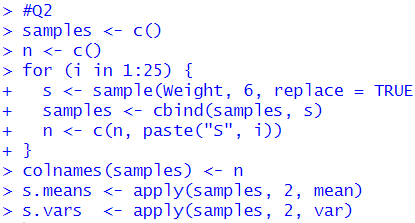 > #Q2
> samples <- c()
> n <- c()
> for (i in 1:25) {
+   s <- sample(Weight, 6, replace = TRUE
+   samples <- cbind(samples, s)
+   n <- c(n, paste("S", i))
+ }
> colnames(samples) <- n
> s.means <- apply(samples, 2, mean)
> s.vars  <- apply(samples, 2, var)